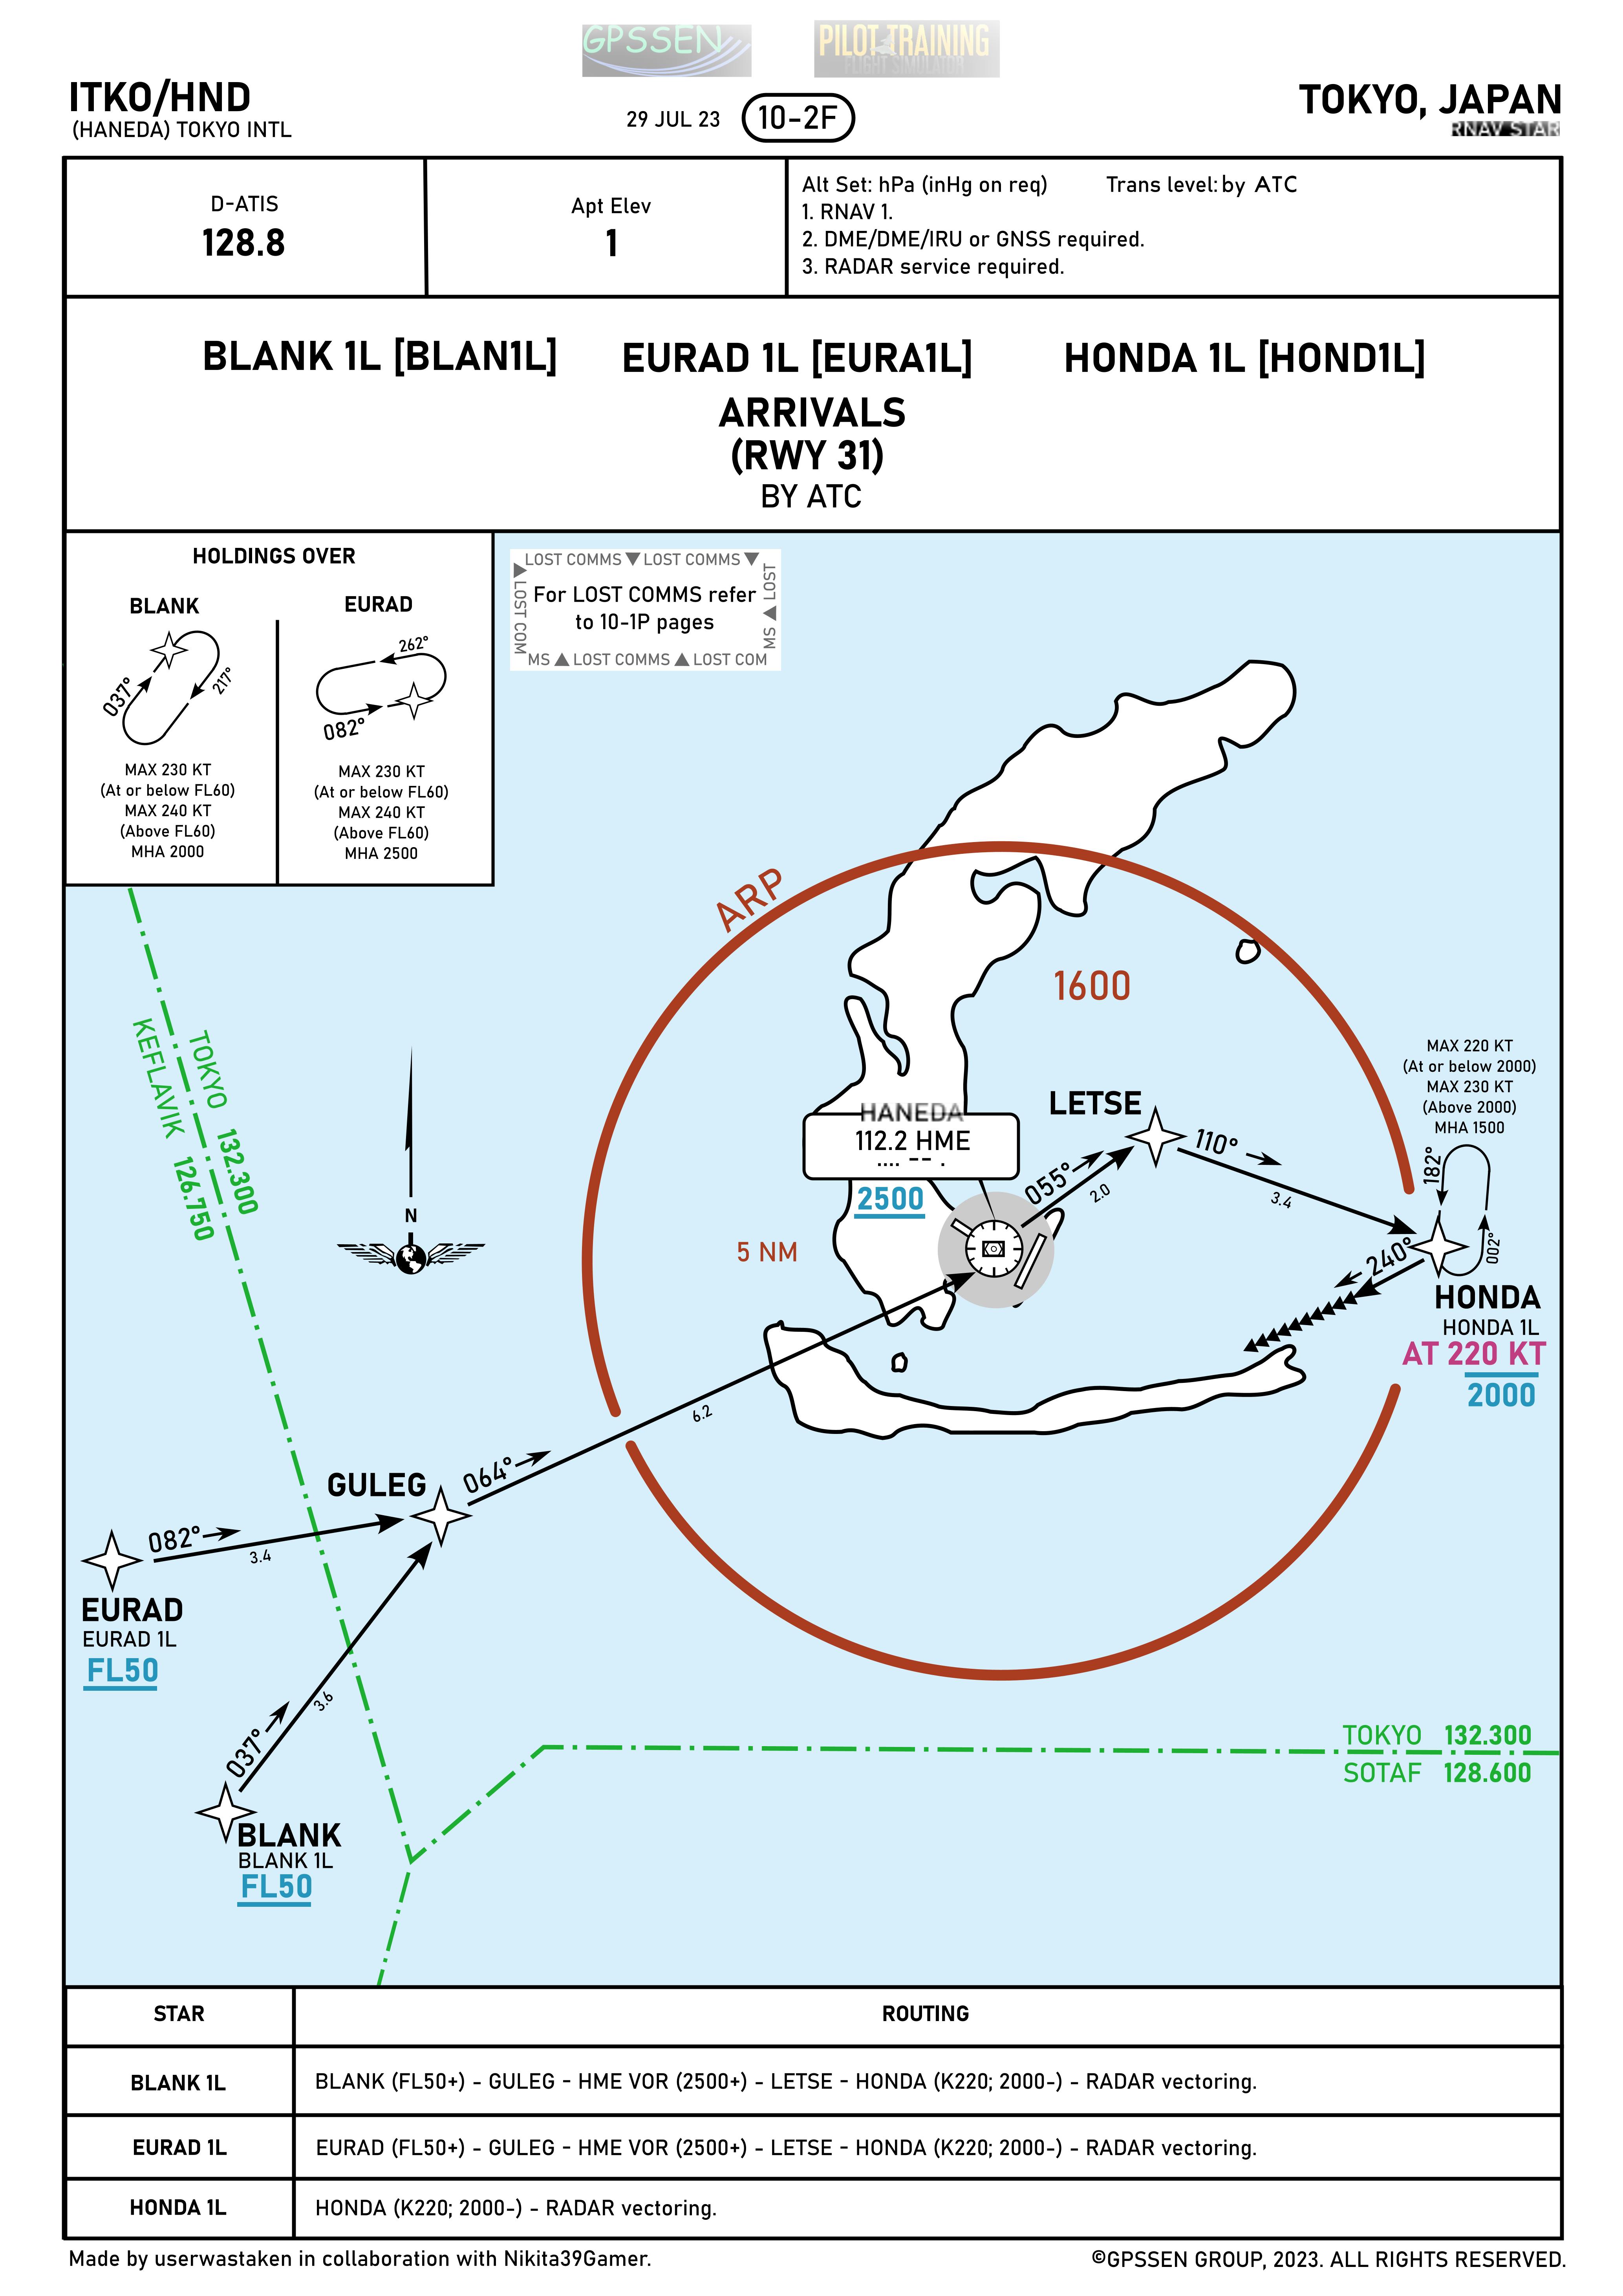 GPSSEN
PILOT TRAINING
FLIGHT SIMULATOR
ITKO/HND
(HANEDA) TOKYO INTL
29 JUL 23
10-2F
TOKYO, JAPAN
RNAV STAR
D-ATIS
128.8
Apt Elev
1
Alt Set: hPa (inHg on req) Trans level: by ATC
1. RNAV 1.
2. DME/DME/IRU or GNSS required.
3. RADAR service required.
BLANK 1L [BLAN1L] EURAD 1L [EURA1L] HONDA 1L [HOND1L]
ARRIVALS
(RWY 31)
BY ATC
HOLDINGS OVER
BLANK
037°
217°
MAX 230 KT
(At or below FL60)
MAX 240 KT
(Above FL60)
MHA 2000
EURAD
262°
082°
MAX 230 KT
(At or below FL60)
MAX 240 KT
(Above FL60)
MHA 2500
LOST COMMS LOST COMMS
LOST COM
For LOST COMMS refer
to 10-1P pages
MS LOST
MS LOST COMMS LOST COM
ARP
1600
5 NM
TOKYO 132.300
KEFLAVIK 126.750
N
HANEDA
112.2 HME
.... -- .
2500
LETSE
055°
2.0
110°
3.4
MAX 220 KT
(At or below 2000)
MAX 230 KT
(Above 2000)
MHA 1500
182°
002°
240°
HONDA
HONDA 1L
AT 220 KT
2000
6.2
GULEG
064°
082°
3.4
EURAD
EURAD 1L
FL50
037°
3.6
BLANK
BLANK 1L
FL50
TOKYO 132.300
SOTAF 128.600
STAR ROUTING
BLANK 1L BLANK (FL50+) - GULEG - HME VOR (2500+) - LETSE - HONDA (K220; 2000-) - RADAR vectoring.
EURAD 1L EURAD (FL50+) - GULEG - HME VOR (2500+) - LETSE - HONDA (K220; 2000-) - RADAR vectoring.
HONDA 1L HONDA (K220; 2000-) - RADAR vectoring.
Made by userwastaken in collaboration with Nikita39Gamer.
©GPSSEN GROUP, 2023. ALL RIGHTS RESERVED.